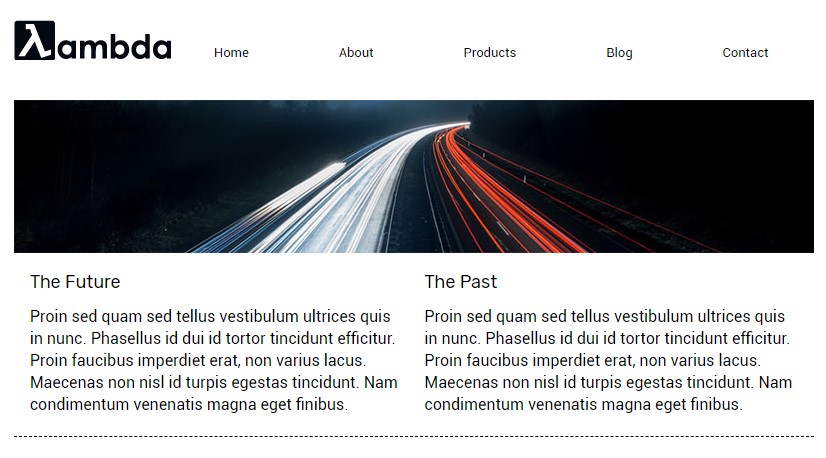 λambda
Home About Products Blog Contact
The Future
Proin sed quam sed tellus vestibulum ultrices quis
in nunc. Phasellus id dui id tortor tincidunt efficitur.
Proin faucibus imperdiet erat, non varius lacus.
Maecenas non nisl id turpis egestas tincidunt. Nam
condimentum venenatis magna eget finibus.
The Past
Proin sed quam sed tellus vestibulum ultrices quis
in nunc. Phasellus id dui id tortor tincidunt efficitur.
Proin faucibus imperdiet erat, non varius lacus.
Maecenas non nisl id turpis egestas tincidunt. Nam
condimentum venenatis magna eget finibus.